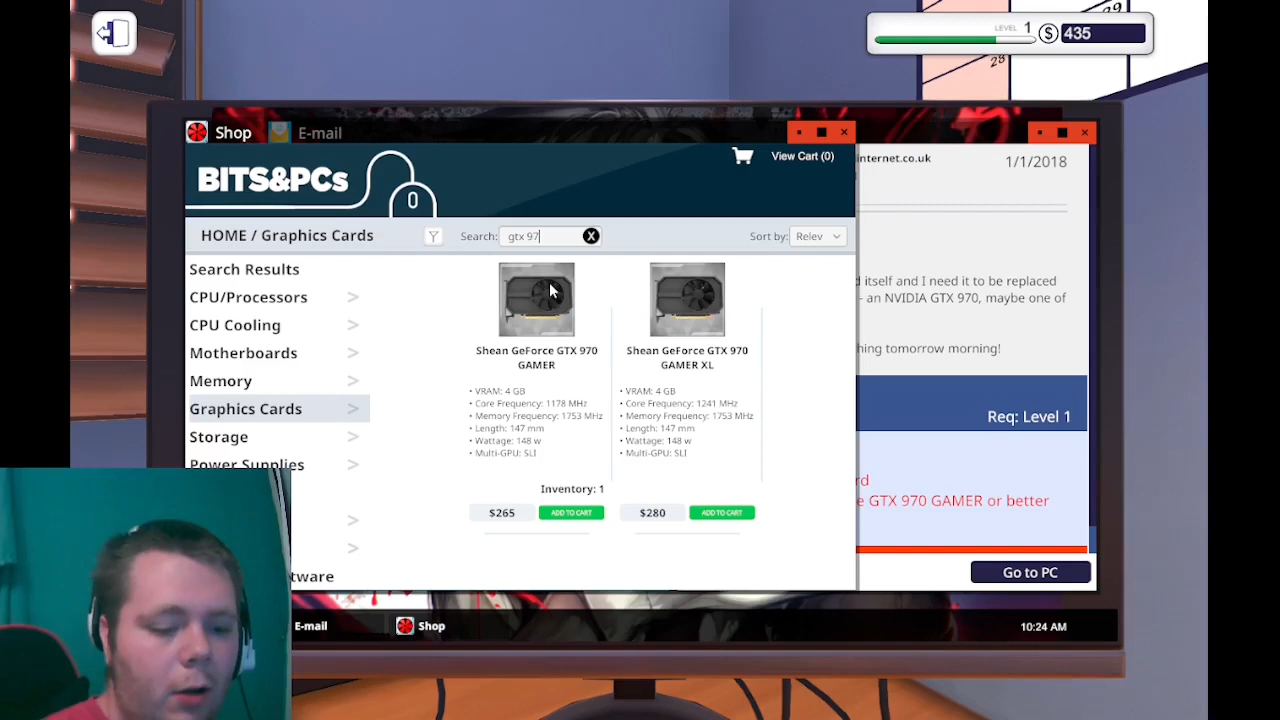 29
LEVEL 1
$ 435
28
Shop
E-mail
View Cart (0)
internet.co.uk
1/1/2018
BITS&PCs
HOME / Graphics Cards
Search: gtx 97
X
Sort by: Relev
Search Results
CPU/Processors >
CPU Cooling >
Motherboards >
Memory >
Graphics Cards >
Storage >
Power Supplies >
>
>
tware
Shean GeForce GTX 970
GAMER
• VRAM: 4 GB
• Core Frequency: 1178 MHz
• Memory Frequency: 1753 MHz
• Length: 147 mm
• Wattage: 148 w
• Multi-GPU: SLI
Inventory: 1
$265
ADD TO CART
Shean GeForce GTX 970
GAMER XL
• VRAM: 4 GB
• Core Frequency: 1241 MHz
• Memory Frequency: 1753 MHz
• Length: 147 mm
• Wattage: 148 w
• Multi-GPU: SLI
$280
ADD TO CART
d itself and I need it to be replaced
- an NVIDIA GTX 970, maybe one of
hing tomorrow morning!
Req: Level 1
rd
e GTX 970 GAMER or better
Go to PC
E-mail
Shop
10:24 AM